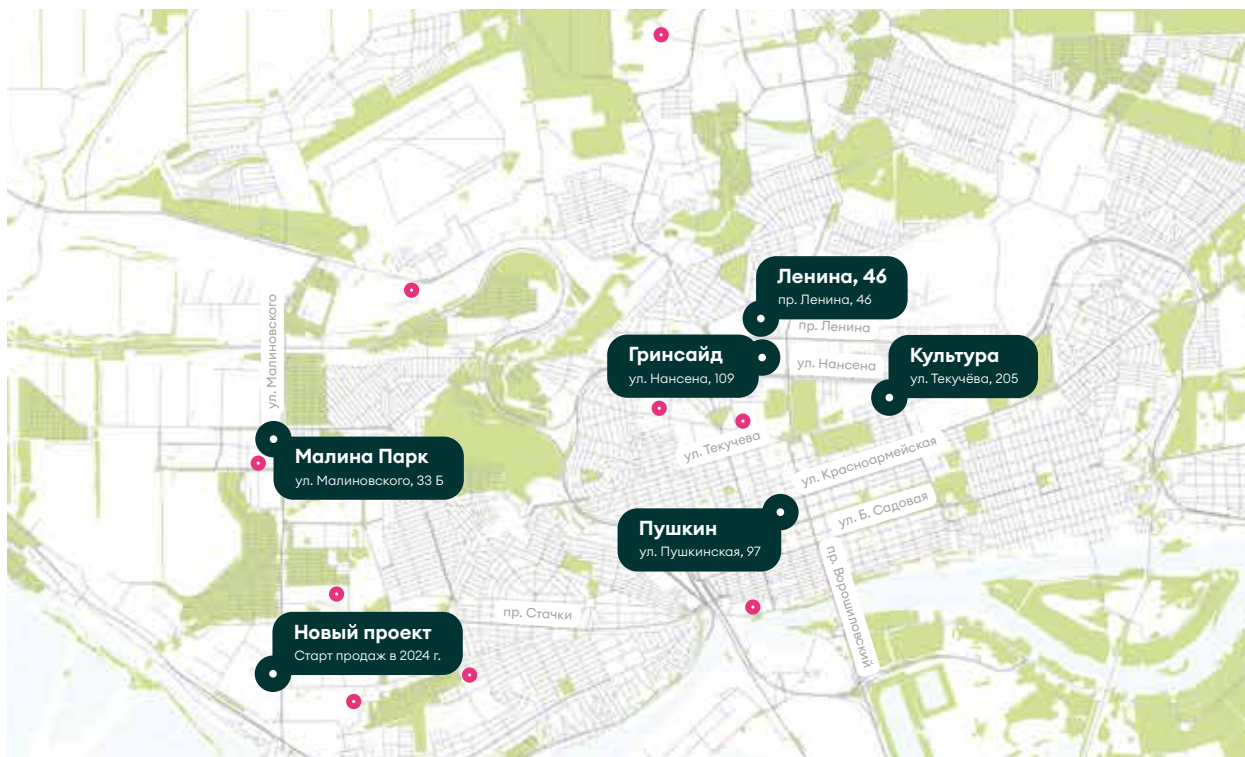 Ленина, 46
пр. Ленина, 46
пр. Ленина
ул. Малиновского
Гринсайд
ул. Нансена, 109
ул. Нансена
Культура
ул. Текучёва, 205
ул. Текучева
ул. Красноармейская
Малина Парк
ул. Малиновского, 33 Б
ул. Б. Садовая
Пушкин
ул. Пушкинская, 97
пр. Ворошиловский
пр. Стачки
Новый проект
Старт продаж в 2024 г.